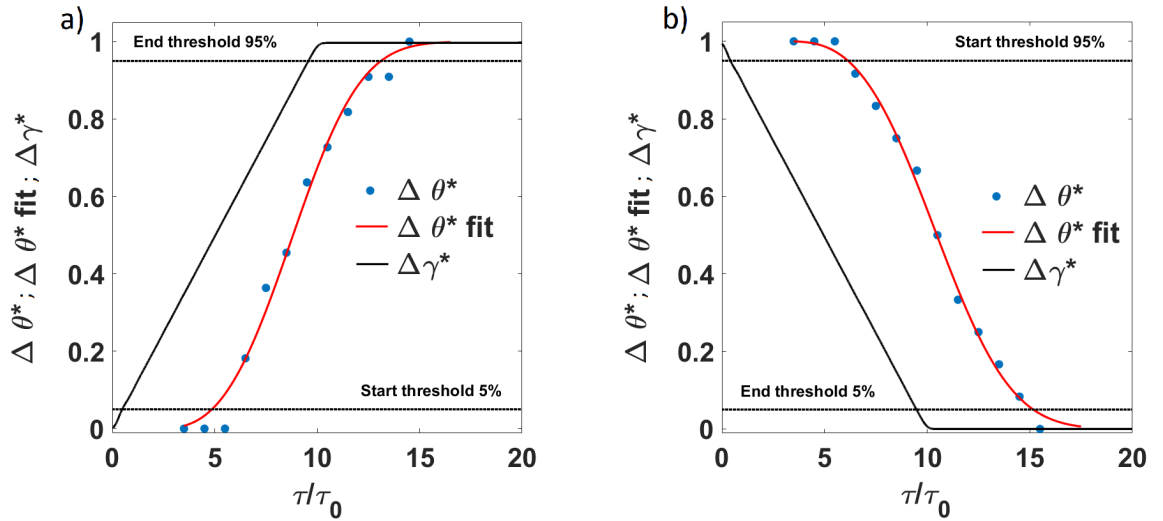 a)
End threshold 95%
1
0.8
0.6
0.4
0.2
0
Δ θ* ; Δ θ* fit ; Δγ*
Δ θ*
Δ θ* fit
Δγ*
Start threshold 5%
0 5 10 15 20
τ/τ0
b)
Start threshold 95%
1
0.8
0.6
0.4
0.2
0
Δ θ* ; Δ θ* fit ; Δγ*
Δ θ*
Δ θ* fit
Δγ*
End threshold 5%
0 5 10 15 20
τ/τ0